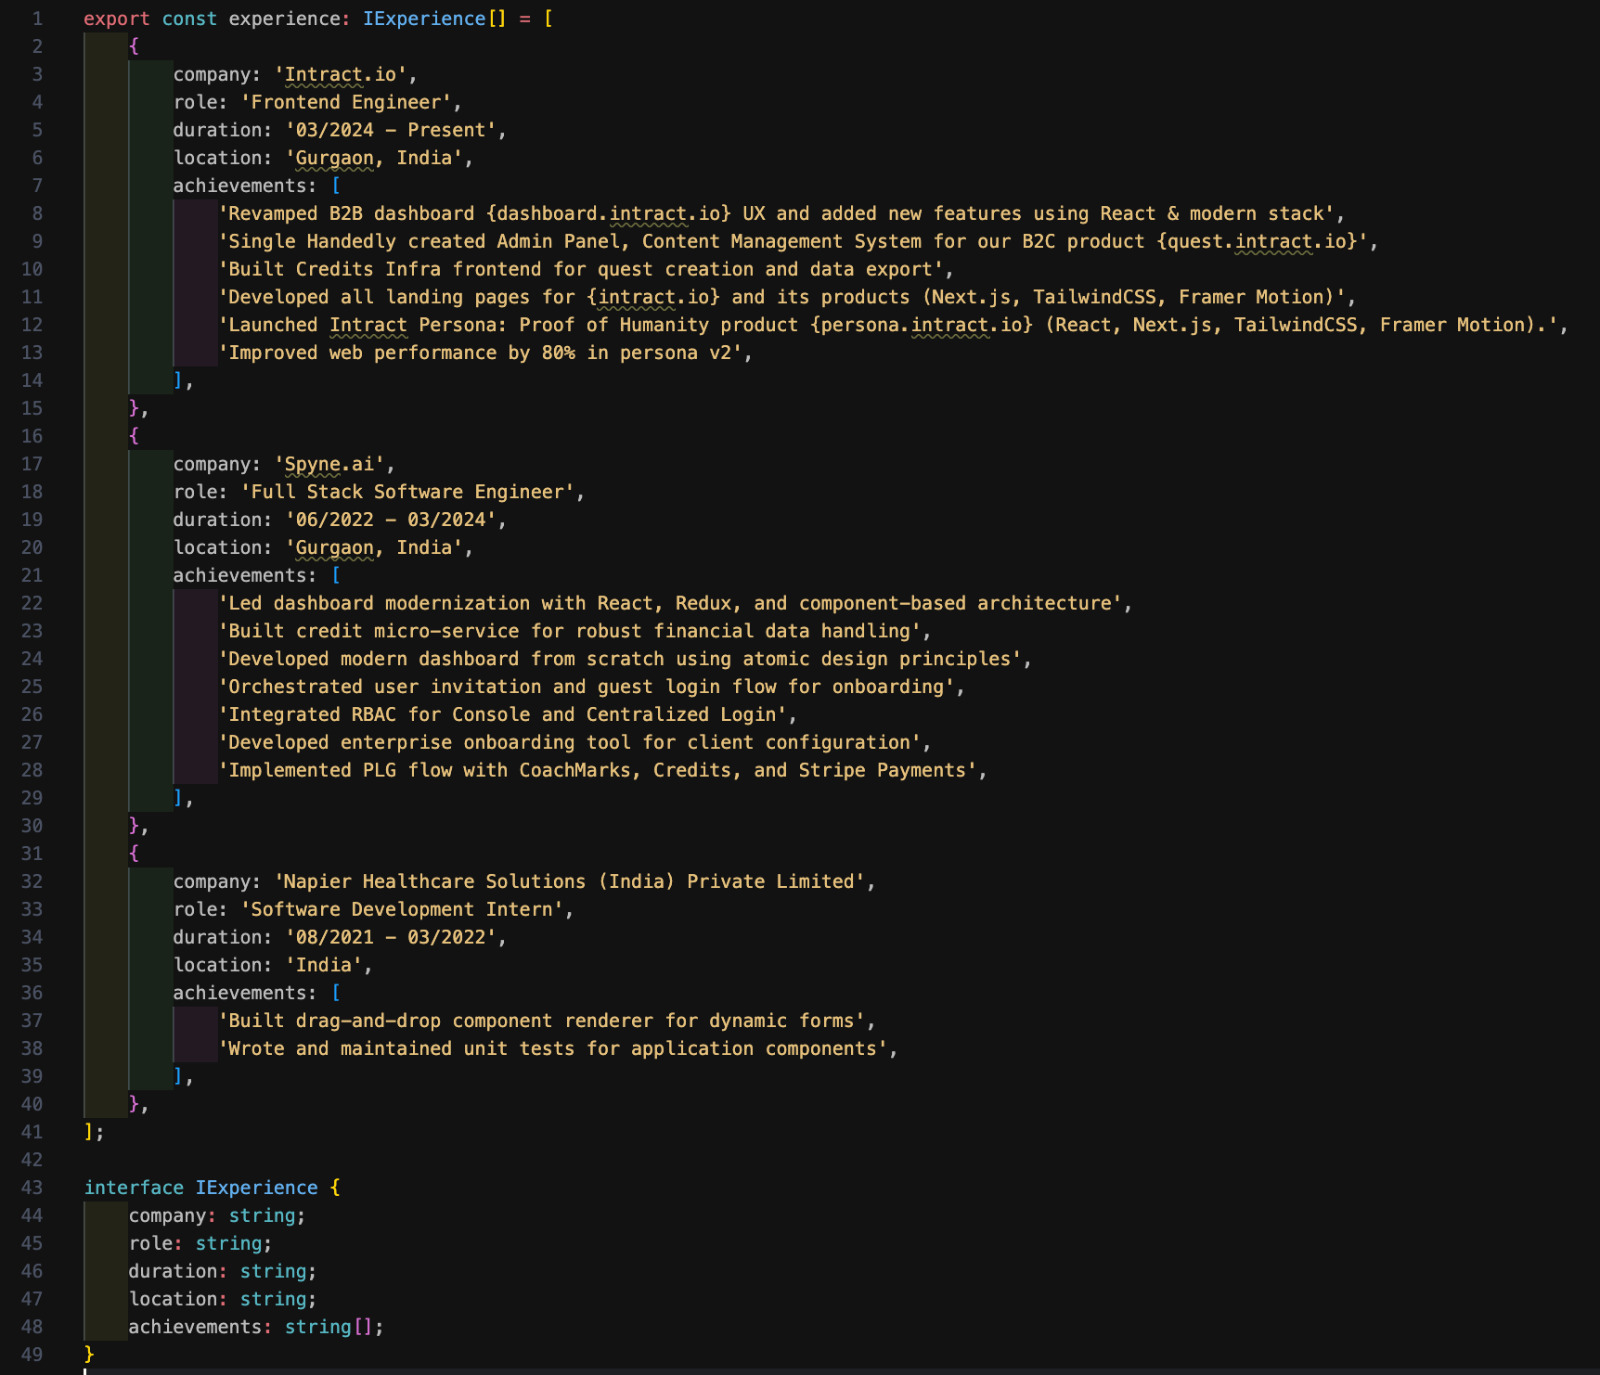 1 export const experience: IExperience[] = [
2 {
3 company: 'Intract.io',
4 role: 'Frontend Engineer',
5 duration: '03/2024 – Present',
6 location: 'Gurgaon, India',
7 achievements: [
8 'Revamped B2B dashboard {dashboard.intract.io} UX and added new features using React & modern stack',
9 'Single Handedly created Admin Panel, Content Management System for our B2C product {quest.intract.io}',
10 'Built Credits Infra frontend for quest creation and data export',
11 'Developed all landing pages for {intract.io} and its products (Next.js, TailwindCSS, Framer Motion)',
12 'Launched Intract Persona: Proof of Humanity product {persona.intract.io} (React, Next.js, TailwindCSS, Framer Motion).',
13 'Improved web performance by 80% in persona v2',
14 ],
15 },
16 {
17 company: 'Spyne.ai',
18 role: 'Full Stack Software Engineer',
19 duration: '06/2022 – 03/2024',
20 location: 'Gurgaon, India',
21 achievements: [
22 'Led dashboard modernization with React, Redux, and component-based architecture',
23 'Built credit micro-service for robust financial data handling',
24 'Developed modern dashboard from scratch using atomic design principles',
25 'Orchestrated user invitation and guest login flow for onboarding',
26 'Integrated RBAC for Console and Centralized Login',
27 'Developed enterprise onboarding tool for client configuration',
28 'Implemented PLG flow with CoachMarks, Credits, and Stripe Payments',
29 ],
30 },
31 {
32 company: 'Napier Healthcare Solutions (India) Private Limited',
33 role: 'Software Development Intern',
34 duration: '08/2021 – 03/2022',
35 location: 'India',
36 achievements: [
37 'Built drag-and-drop component renderer for dynamic forms',
38 'Wrote and maintained unit tests for application components',
39 ],
40 },
41 ];
42
43 interface IExperience {
44 company: string;
45 role: string;
46 duration: string;
47 location: string;
48 achievements: string[];
49 }